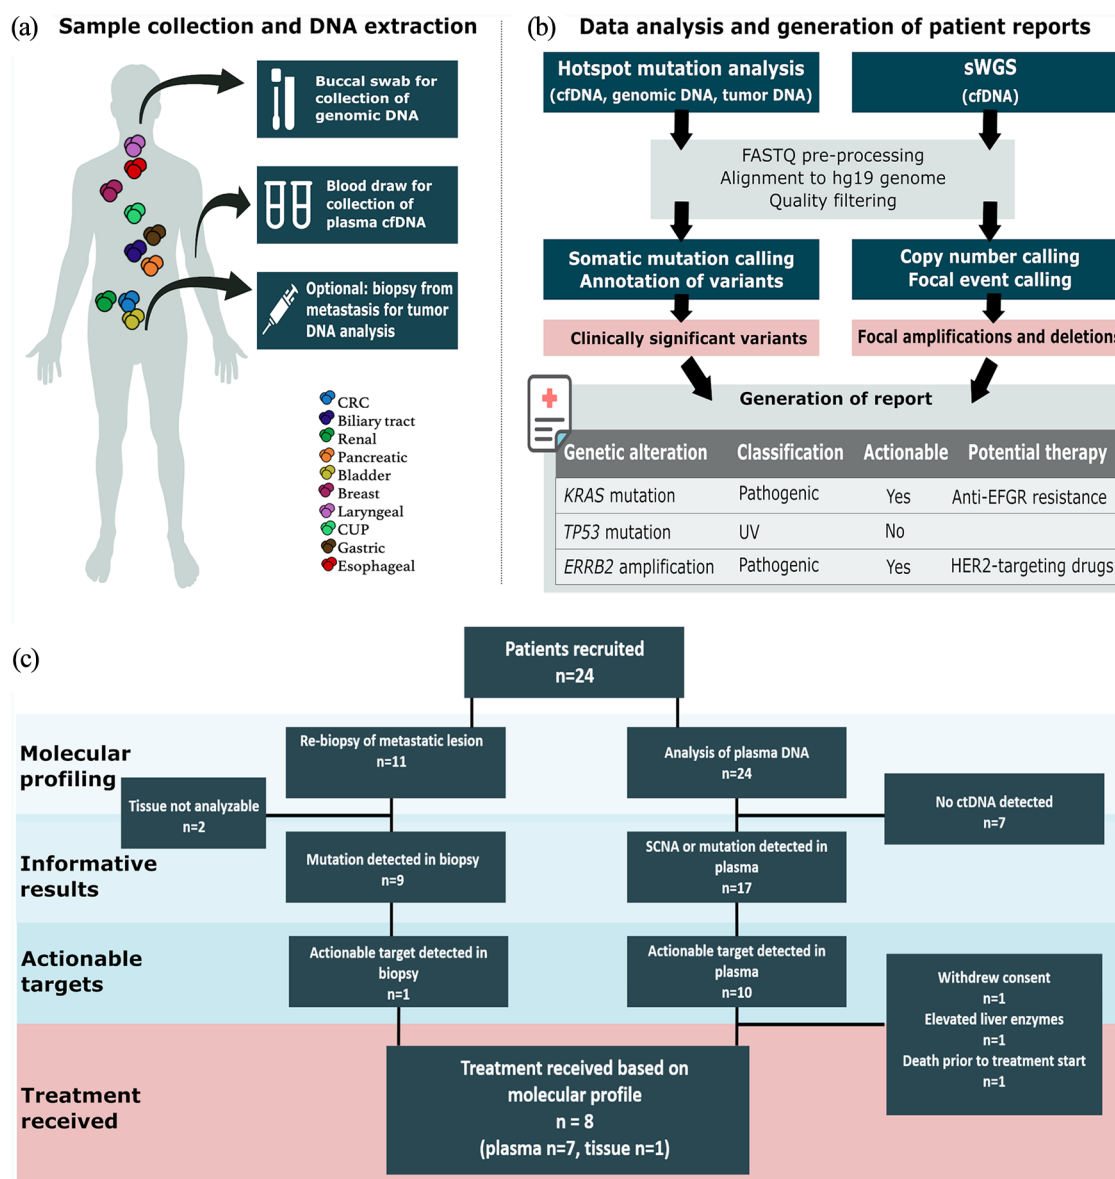 (a) Sample collection and DNA extraction
Buccal swab for
collection of
genomic DNA
Blood draw for
collection of
plasma cfDNA
Optional: biopsy from
metastasis for tumor
DNA analysis
CRC
Biliary tract
Renal
Pancreatic
Bladder
Breast
Laryngeal
CUP
Gastric
Esophageal
(b) Data analysis and generation of patient reports
Hotspot mutation analysis
(cfDNA, genomic DNA, tumor DNA)
sWGS
(cfDNA)
FASTQ pre-processing
Alignment to hg19 genome
Quality filtering
Somatic mutation calling
Annotation of variants
Copy number calling
Focal event calling
Clinically significant variants
Focal amplifications and deletions
Generation of report
Genetic alteration Classification Actionable Potential therapy
KRAS mutation Pathogenic Yes Anti-EFGR resistance
TP53 mutation UV No
ERRB2 amplification Pathogenic Yes HER2-targeting drugs
(c)
Patients recruited
n=24
Molecular
profiling
Re-biopsy of metastatic lesion
n=11
Analysis of plasma DNA
n=24
Tissue not analyzable
n=2
No ctDNA detected
n=7
Informative
results
Mutation detected in biopsy
n=9
SCNA or mutation detected in
plasma
n=17
Actionable
targets
Actionable target detected in
biopsy
n=1
Actionable target detected in
plasma
n=10
Withdrew consent
n=1
Elevated liver enzymes
n=1
Death prior to treatment start
n=1
Treatment
received
Treatment received based on
molecular profile
n = 8
(plasma n=7, tissue n=1)